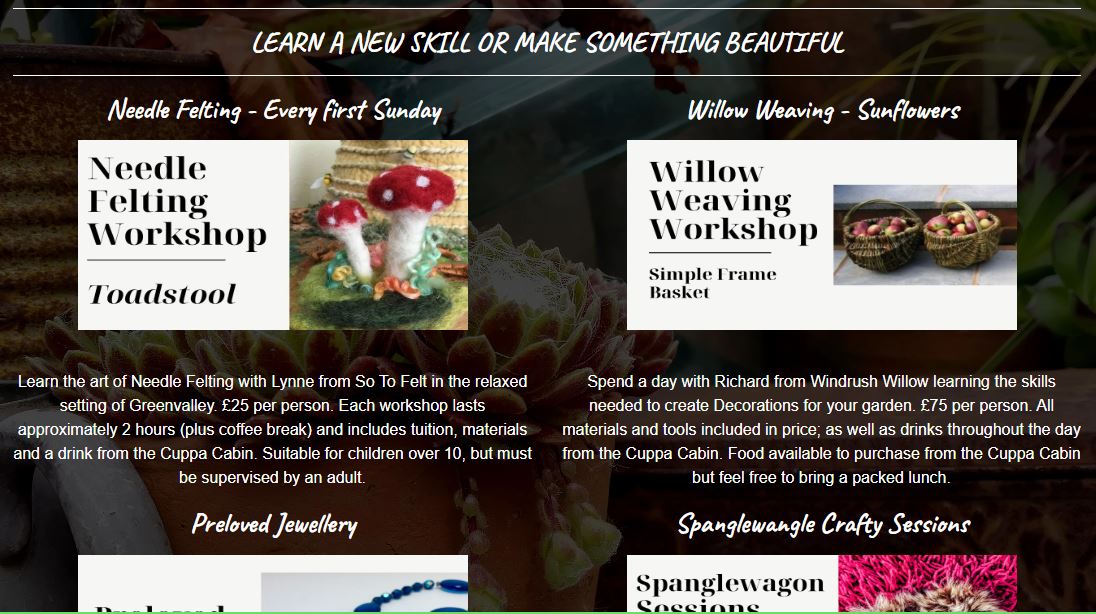 LEARN A NEW SKILL OR MAKE SOMETHING BEAUTIFUL
Needle Felting - Every first Sunday
Needle
Felting
Workshop
Toadstool
Learn the art of Needle Felting with Lynne from So To Felt in the relaxed
setting of Greenvalley. £25 per person. Each workshop lasts
approximately 2 hours (plus coffee break) and includes tuition, materials
and a drink from the Cuppa Cabin. Suitable for children over 10, but must
be supervised by an adult.
Willow Weaving - Sunflowers
Willow
Weaving
Workshop
Simple Frame
Basket
Spend a day with Richard from Windrush Willow learning the skills
needed to create Decorations for your garden. £75 per person. All
materials and tools included in price; as well as drinks throughout the day
from the Cuppa Cabin. Food available to purchase from the Cuppa Cabin
but feel free to bring a packed lunch.
Preloved Jewellery
Preloved
Spanglewangle Crafty Sessions
Spanglewagon
Sessions